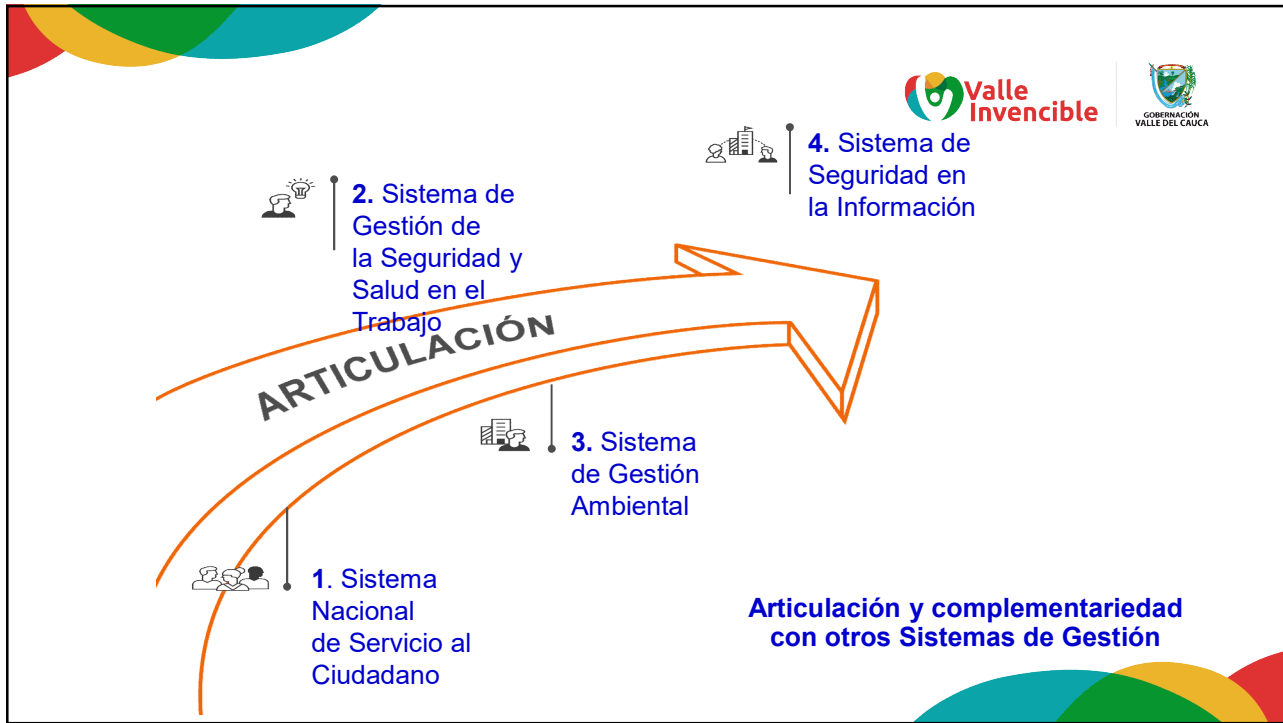 Valle
Invencible
GOBERNACIÓN
VALLE DEL CAUCA
4. Sistema de
Seguridad en
la Información
2. Sistema de
Gestión de
la Seguridad y
Salud en el
Trabajo
ARTICULACIÓN
3. Sistema
de Gestión
Ambiental
1. Sistema
Nacional
de Servicio al
Ciudadano
Articulación y complementariedad
con otros Sistemas de Gestión